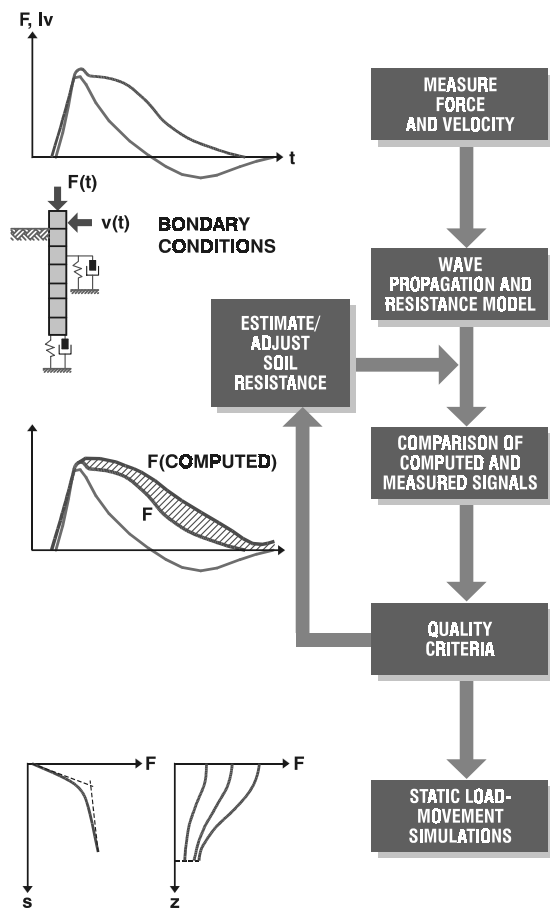 F, Iv
t
F(t)
v(t)
BONDARY
CONDITIONS
F(COMPUTED)
F
F
s
F
z
MEASURE
FORCE
AND VELOCITY
WAVE
PROPAGATION AND
RESISTANCE MODEL
ESTIMATE/
ADJUST
SOIL
RESISTANCE
COMPARISON OF
COMPUTED AND
MEASURED SIGNALS
QUALITY
CRITERIA
STATIC LOAD-
MOVEMENT
SIMULATIONS